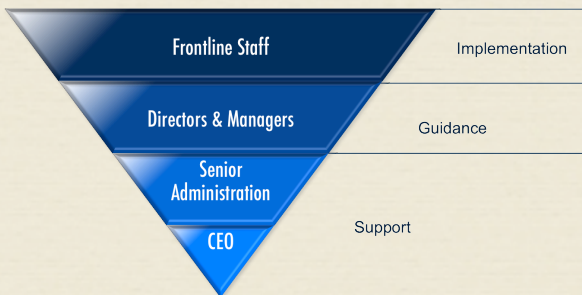 Frontline Staff
Implementation
Directors & Managers
Guidance
Senior
Administration
Support
CEO